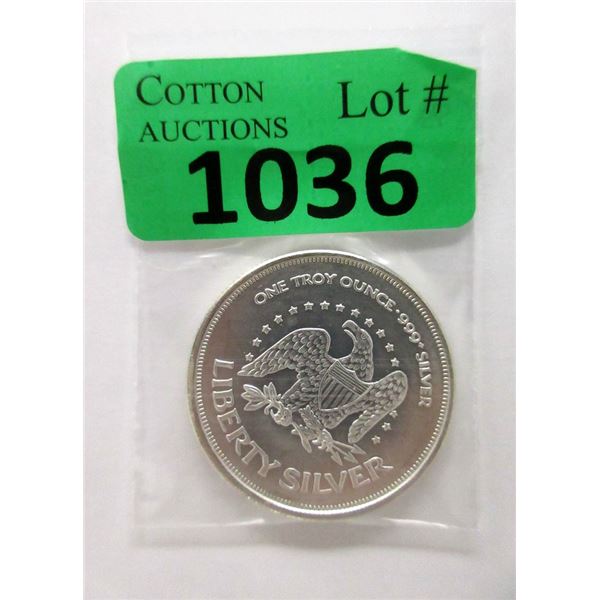 COTTON AUCTIONS
Lot #
1036
ONE TROY OUNCE · .999+ SILVER
LIBERTY SILVER